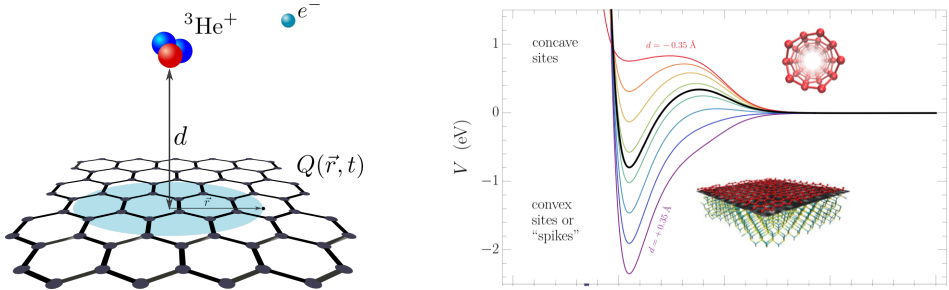 ³He⁺
e⁻
d
Q(r⃗, t)
r⃗
V (eV)
1
0
−1
−2
concave
sites
d = −0.35 Å
convex
sites or
“spikes”
d = +0.35 Å